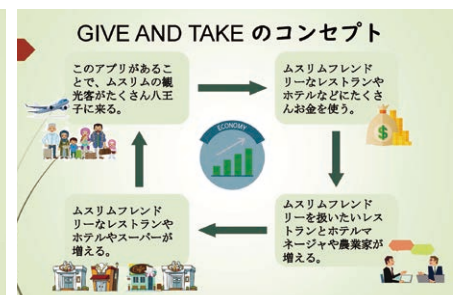 GIVE AND TAKE のコンセプト
このアプリがあるこ
とで、ムスリムの観
光客がたくさん八王
子に来る。
ムスリムフレンド
リーなレストランや
ホテルなどにたくさ
んお金を使う。
ECONOMY
ムスリムフレンド
リーなレストランや
ホテルやスーパーが
増える。
ムスリムフレンド
リーを扱いたいレス
トランとホテルマ
ネージャや農業家が
増える。